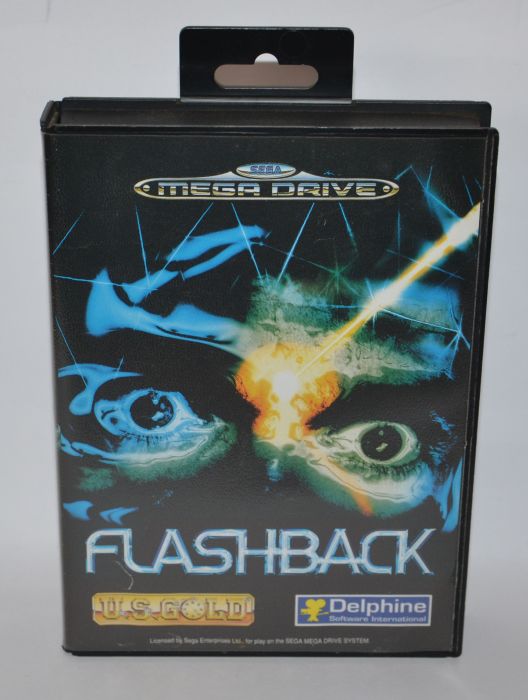 SEGA
MEGA DRIVE
FLASHBACK
U.S. GOLD
Delphine
Software International
Licensed by Sega Enterprises Ltd., for play on the SEGA MEGA DRIVE SYSTEM